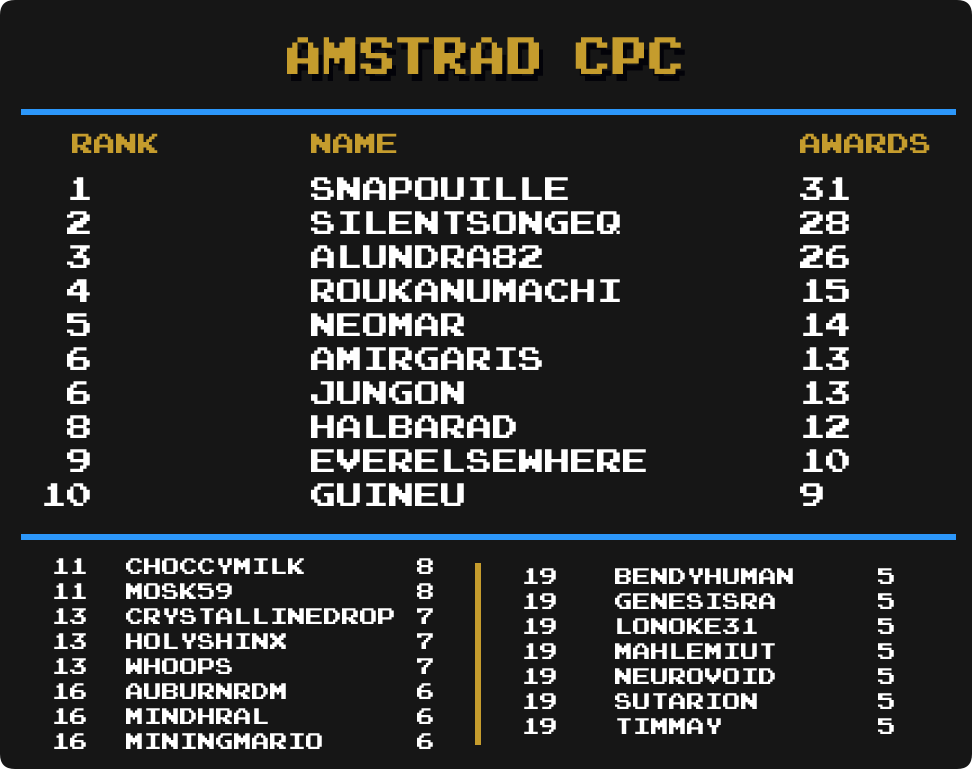 AMSTRAD CPC
RANK NAME AWARDS
1 SNAPOUILLE 31
2 SILENTSONGEQ 28
3 ALUNDRA82 26
4 ROUKANUMACHI 15
5 NEOMAR 14
6 AMIRGARIS 13
6 JUNGON 13
8 HALBARAD 12
9 EVERELSEWHERE 10
10 GUINEU 9
11 CHOCCYMILK 8
11 MOSK59 8
13 CRYSTALLINEDROP 7
13 HOLYSHINX 7
13 WHOOPS 7
16 AUBURNRDM 6
16 MINDHRAL 6
16 MININGMARIO 6
19 BENDYHUMAN 5
19 GENESISRA 5
19 LONOKE31 5
19 MAHLEMIUT 5
19 NEUROVOID 5
19 SUTARION 5
19 TIMMAY 5